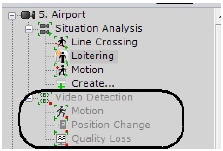 5. Airport
Situation Analysis
Line Crossing
Loitering
Motion
Create...
Video Detection
Motion
Position Change
Quality Loss